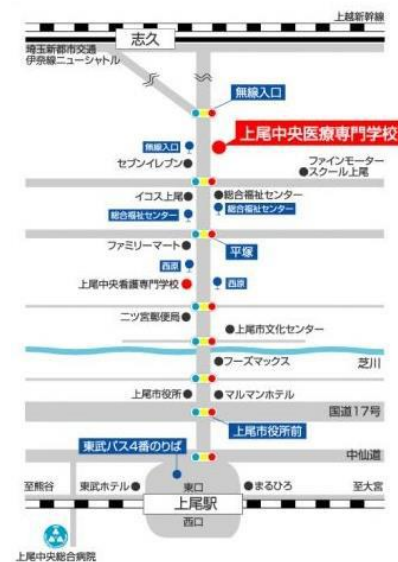 上越新幹線
志久
埼玉新都市交通
伊奈線ニューシャトル
無線入口
上尾中央医療専門学校
無線入口
セブンイレブン
ファインモーター
スクール上尾
イコス上尾
総合福祉センター
総合福祉センター
総合福祉センター
ファミリーマート
平塚
西原
上尾中央看護専門学校
西原
二ツ宮郵便局
上尾市文化センター
フーズマックス
芝川
上尾市役所
マルマンホテル
国道17号
上尾市役所前
東武バス4番のりば
中仙道
至熊谷
東武ホテル
東口
まるひろ
至大宮
上尾駅
西口
上尾中央総合病院